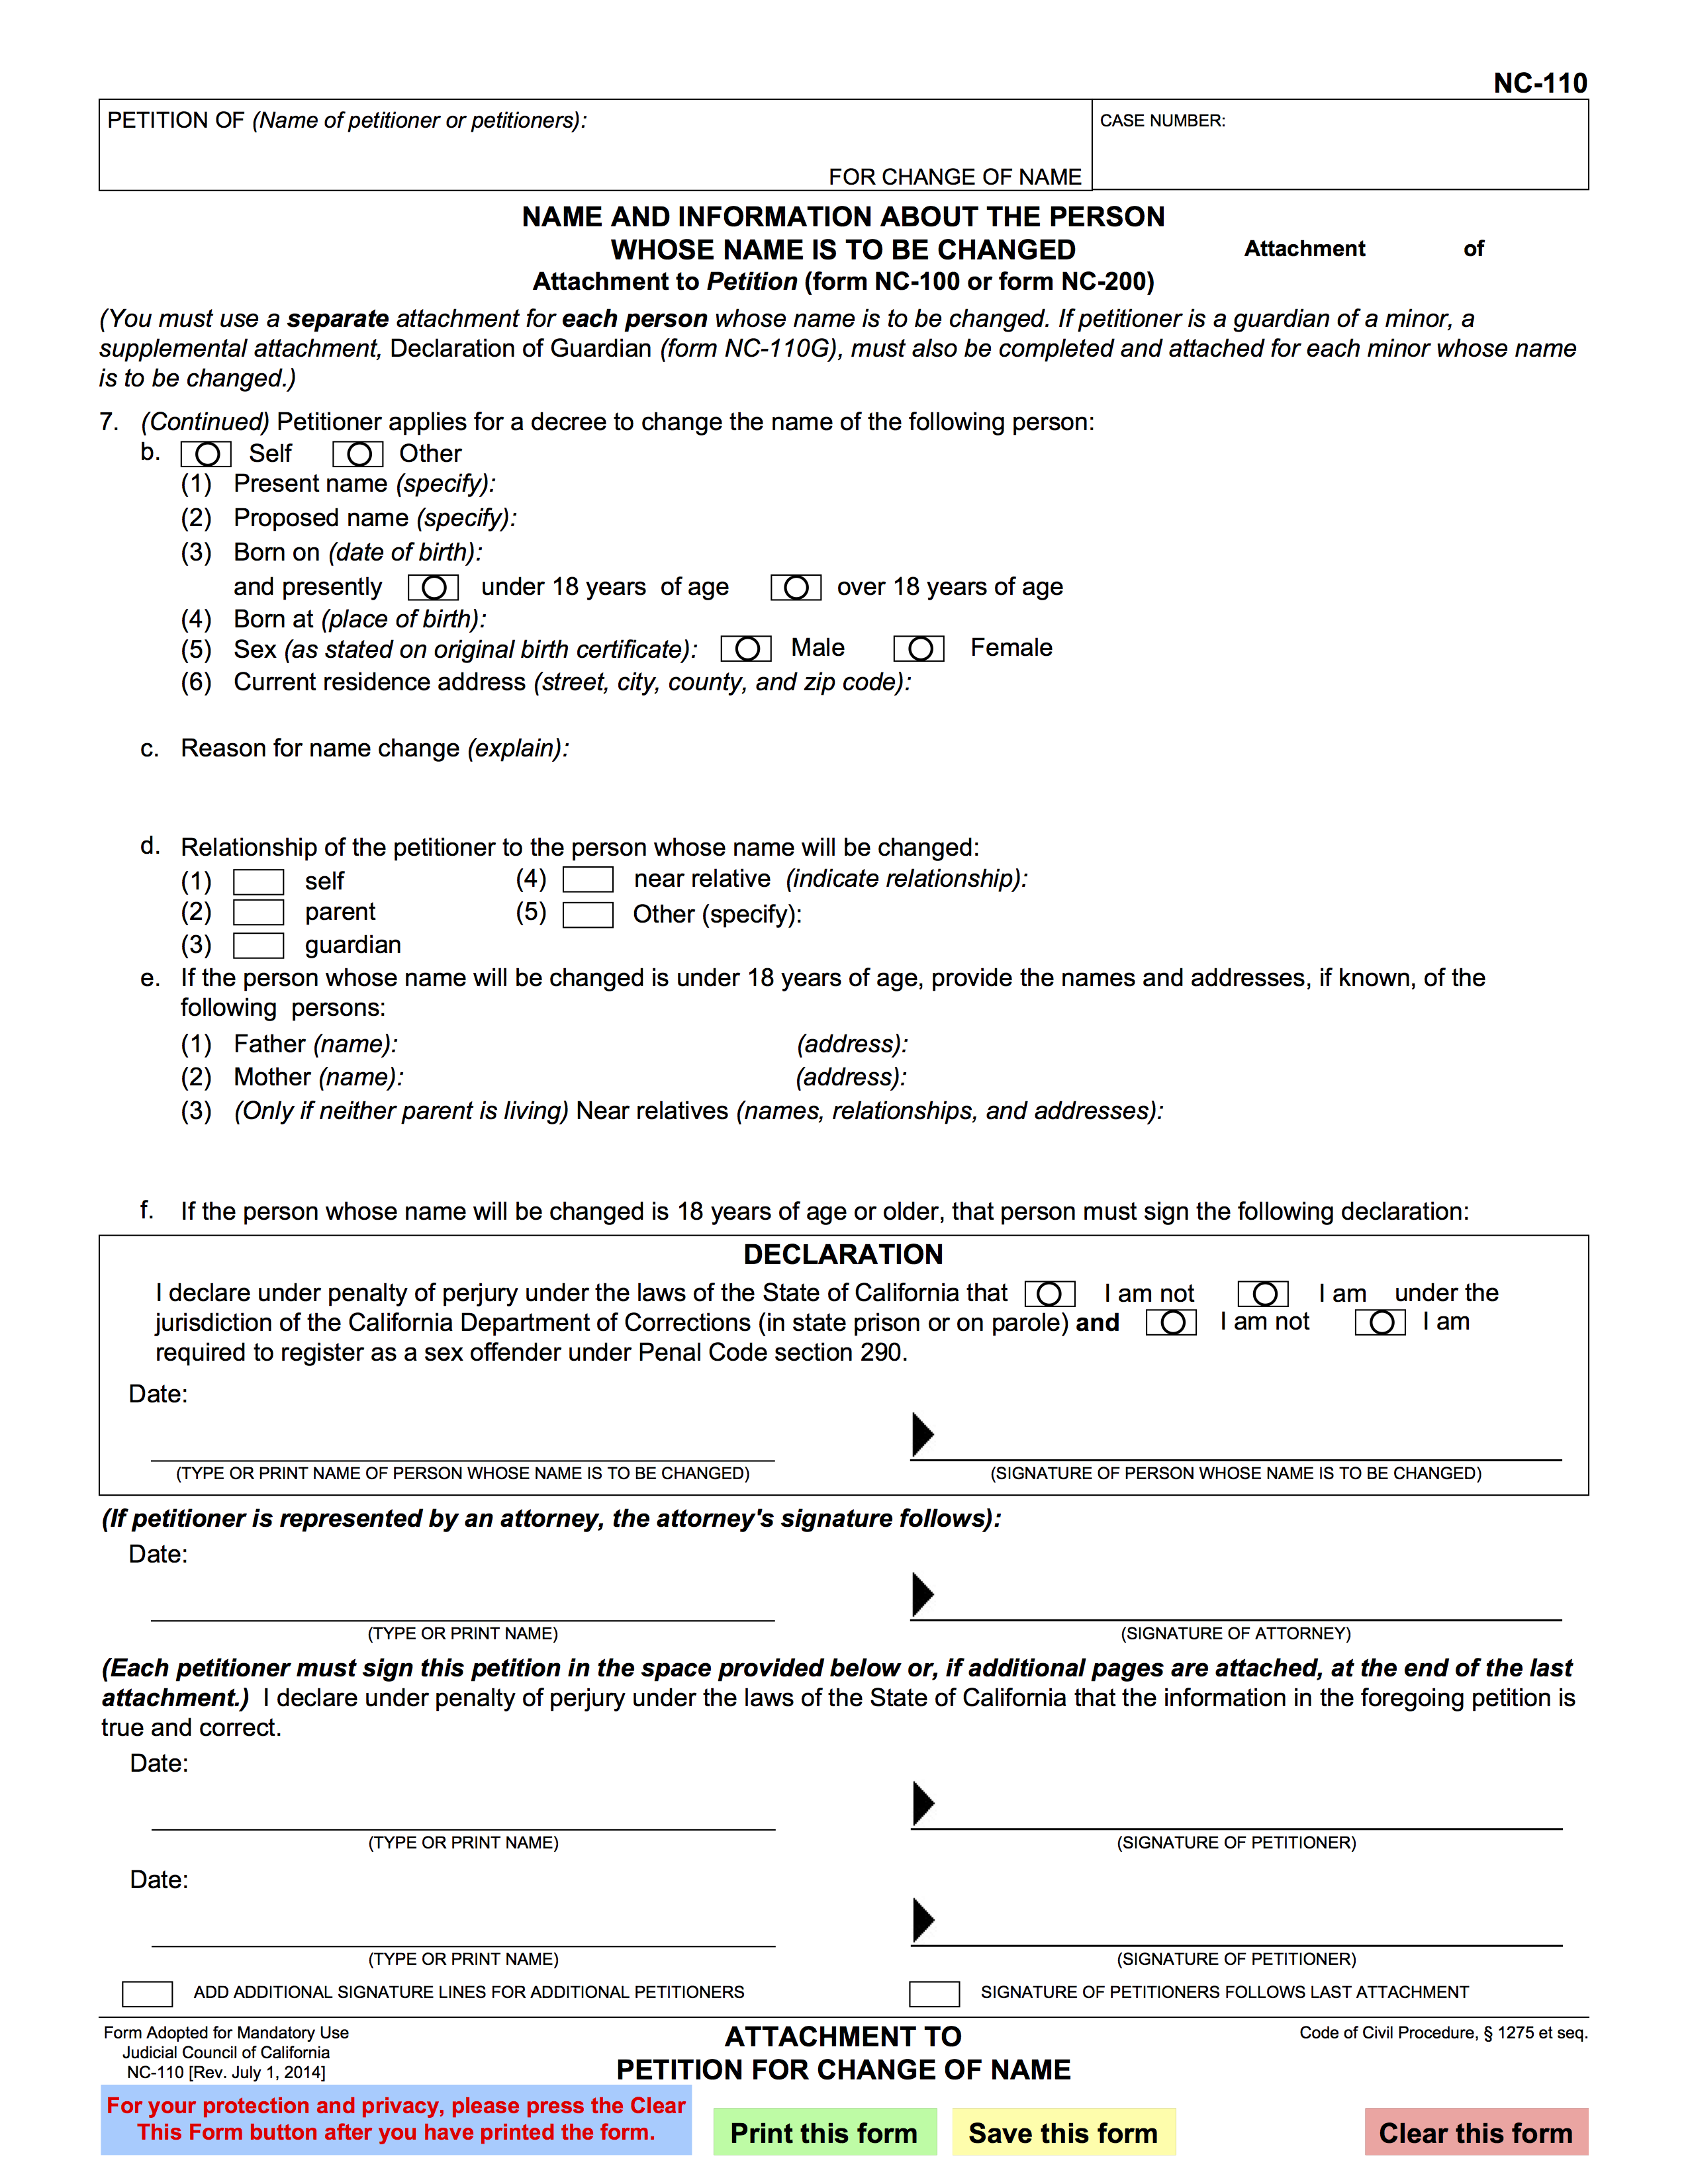 NC-110
PETITION OF (Name of petitioner or petitioners):
CASE NUMBER:
FOR CHANGE OF NAME
NAME AND INFORMATION ABOUT THE PERSON
WHOSE NAME IS TO BE CHANGED
Attachment of
Attachment to Petition (form NC-100 or form NC-200)
(You must use a separate attachment for each person whose name is to be changed. If petitioner is a guardian of a minor, a
supplemental attachment, Declaration of Guardian (form NC-110G), must also be completed and attached for each minor whose name
is to be changed.)
7. (Continued) Petitioner applies for a decree to change the name of the following person:
b. Self Other
(1) Present name (specify):
(2) Proposed name (specify):
(3) Born on (date of birth):
and presently under 18 years of age over 18 years of age
(4) Born at (place of birth):
(5) Sex (as stated on original birth certificate): Male Female
(6) Current residence address (street, city, county, and zip code):
c. Reason for name change (explain):
d. Relationship of the petitioner to the person whose name will be changed:
(1) self (4) near relative (indicate relationship):
(2) parent (5) Other (specify):
(3) guardian
e. If the person whose name will be changed is under 18 years of age, provide the names and addresses, if known, of the
following persons:
(1) Father (name): (address):
(2) Mother (name): (address):
(3) (Only if neither parent is living) Near relatives (names, relationships, and addresses):
f. If the person whose name will be changed is 18 years of age or older, that person must sign the following declaration:
DECLARATION
I declare under penalty of perjury under the laws of the State of California that I am not I am under the
jurisdiction of the California Department of Corrections (in state prison or on parole) and I am not I am
required to register as a sex offender under Penal Code section 290.
Date:
(TYPE OR PRINT NAME OF PERSON WHOSE NAME IS TO BE CHANGED) (SIGNATURE OF PERSON WHOSE NAME IS TO BE CHANGED)
(If petitioner is represented by an attorney, the attorney's signature follows):
Date:
(TYPE OR PRINT NAME) (SIGNATURE OF ATTORNEY)
(Each petitioner must sign this petition in the space provided below or, if additional pages are attached, at the end of the last
attachment.) I declare under penalty of perjury under the laws of the State of California that the information in the foregoing petition is
true and correct.
Date:
(TYPE OR PRINT NAME) (SIGNATURE OF PETITIONER)
Date:
(TYPE OR PRINT NAME) (SIGNATURE OF PETITIONER)
ADD ADDITIONAL SIGNATURE LINES FOR ADDITIONAL PETITIONERS SIGNATURE OF PETITIONERS FOLLOWS LAST ATTACHMENT
Form Adopted for Mandatory Use
Judicial Council of California
NC-110 [Rev. July 1, 2014]
ATTACHMENT TO
PETITION FOR CHANGE OF NAME
Code of Civil Procedure, § 1275 et seq.
For your protection and privacy, please press the Clear
This Form button after you have printed the form.
Print this form Save this form Clear this form